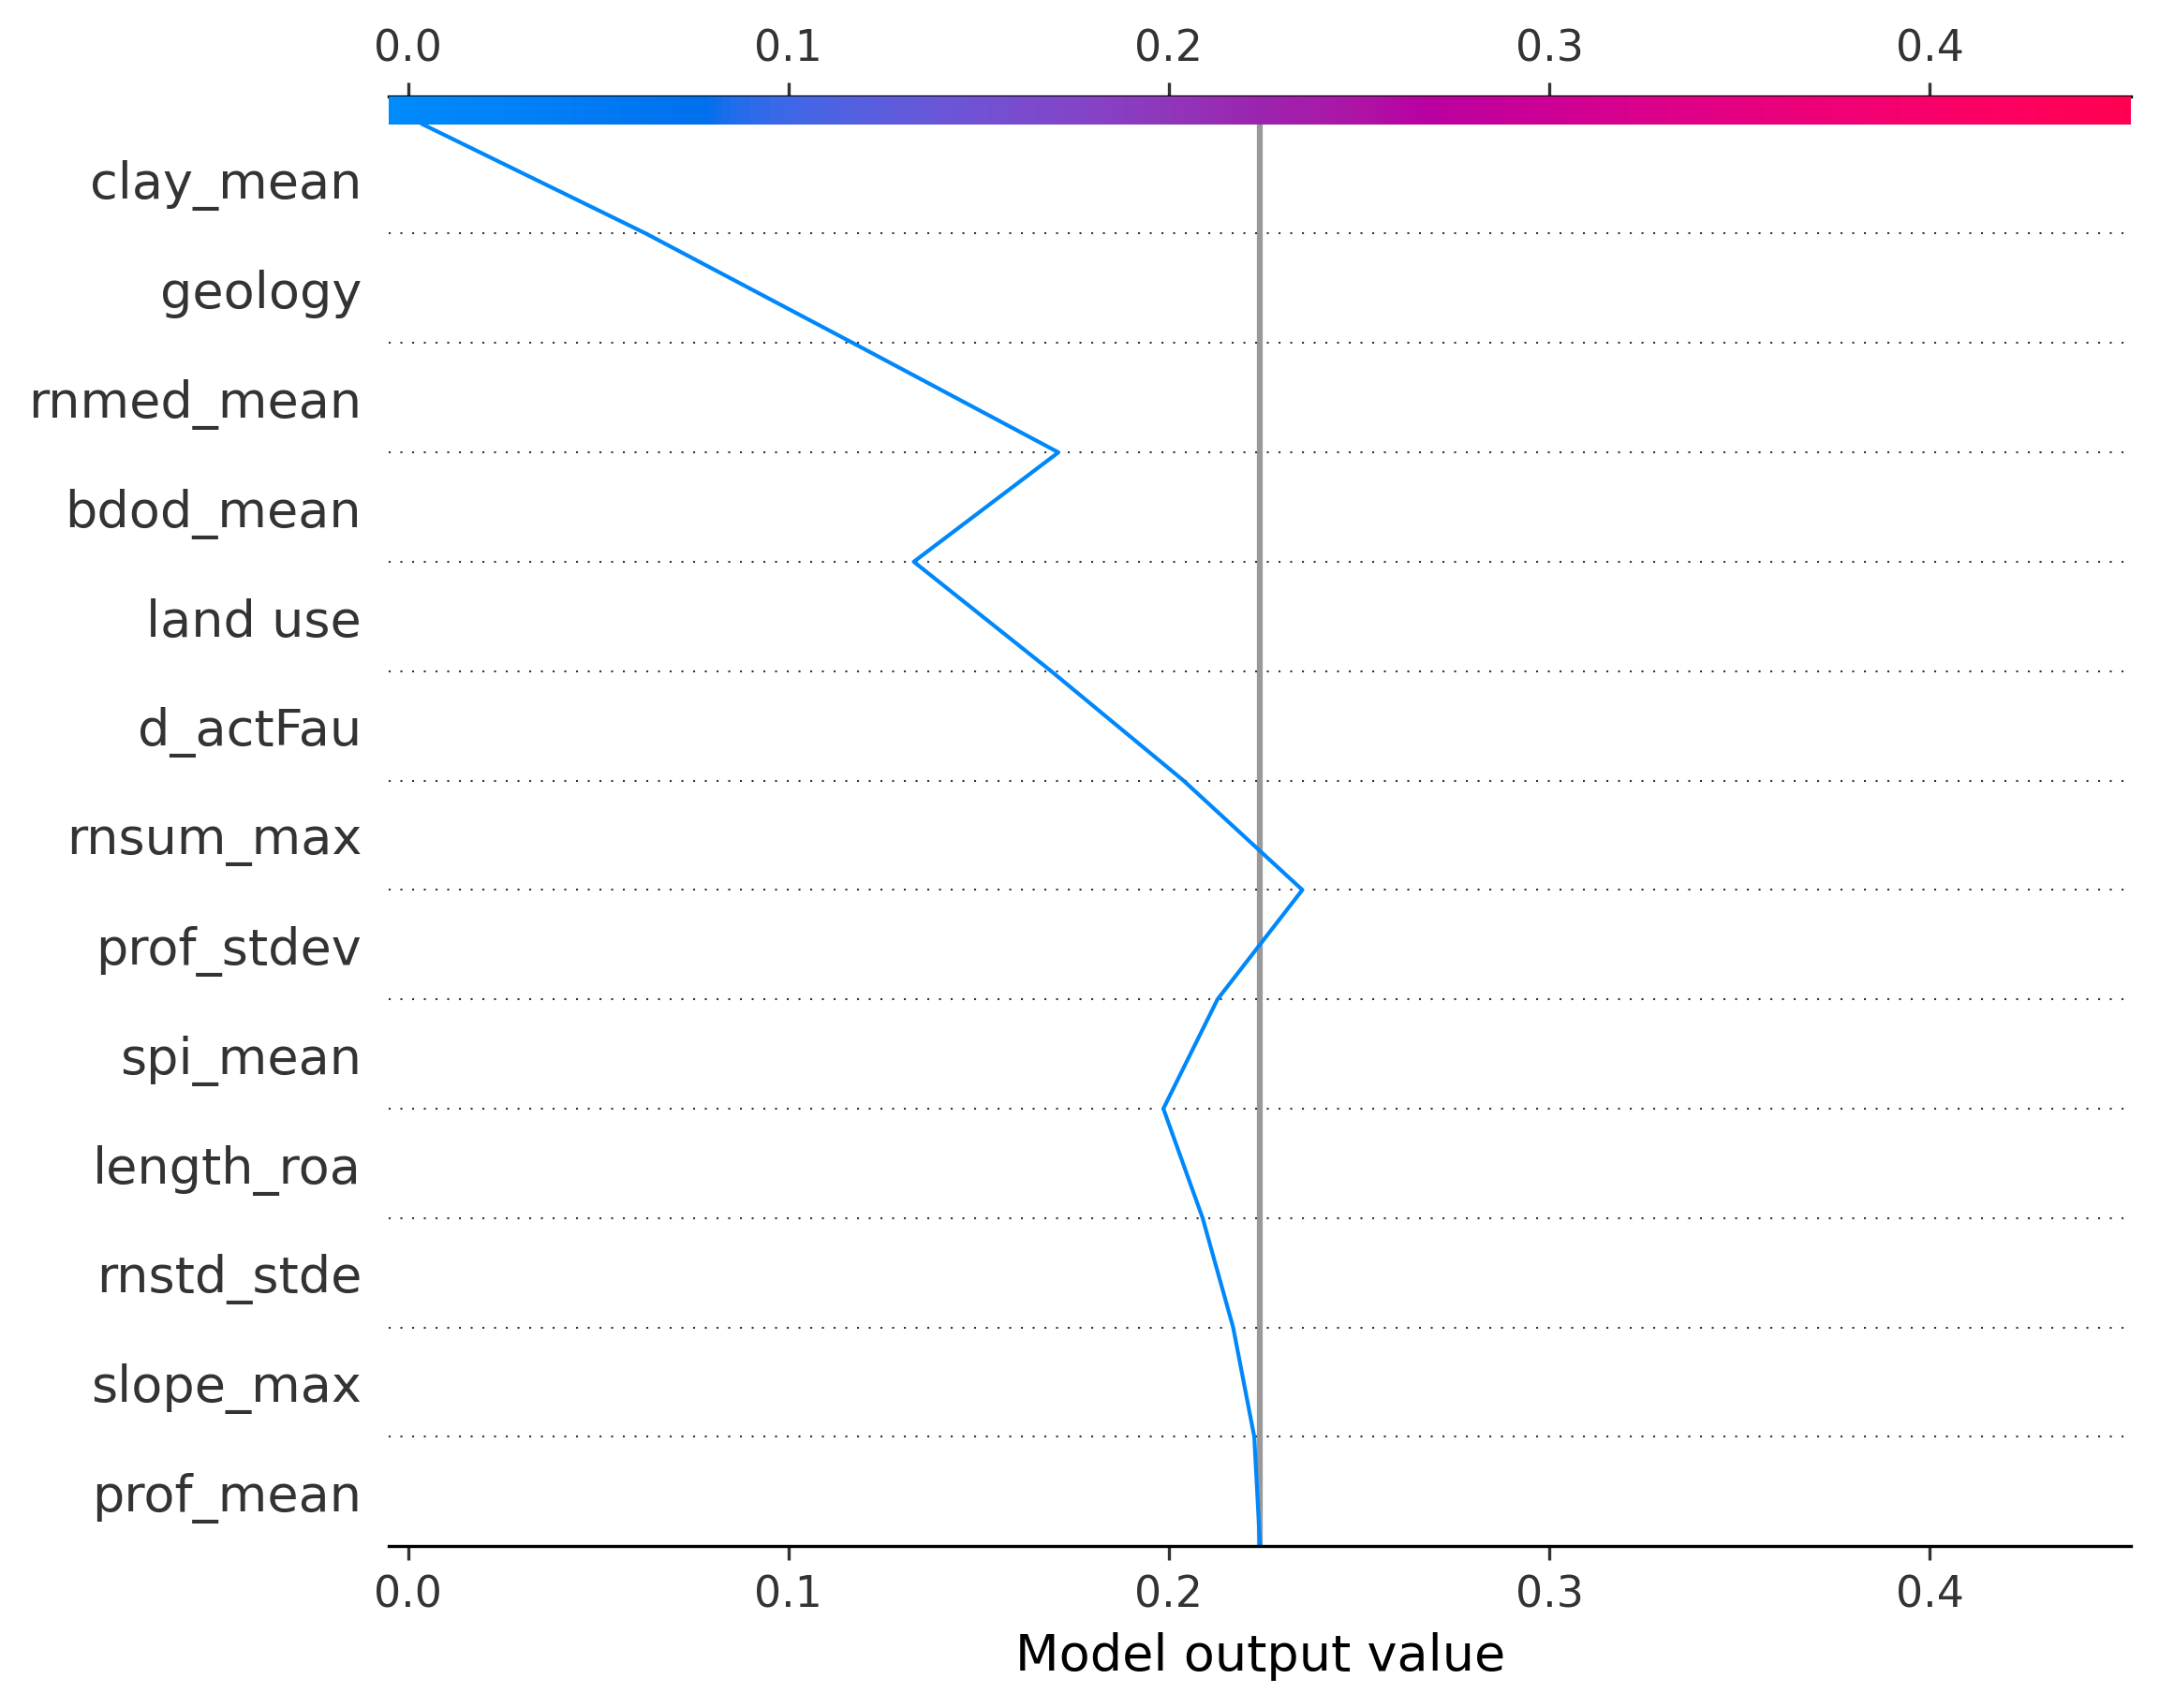 0.0 0.1 0.2 0.3 0.4
clay_mean
geology
rnmed_mean
bdod_mean
land use
d_actFau
rnsum_max
prof_stdev
spi_mean
length_roa
rnstd_stde
slope_max
prof_mean
0.0 0.1 0.2 0.3 0.4
Model output value